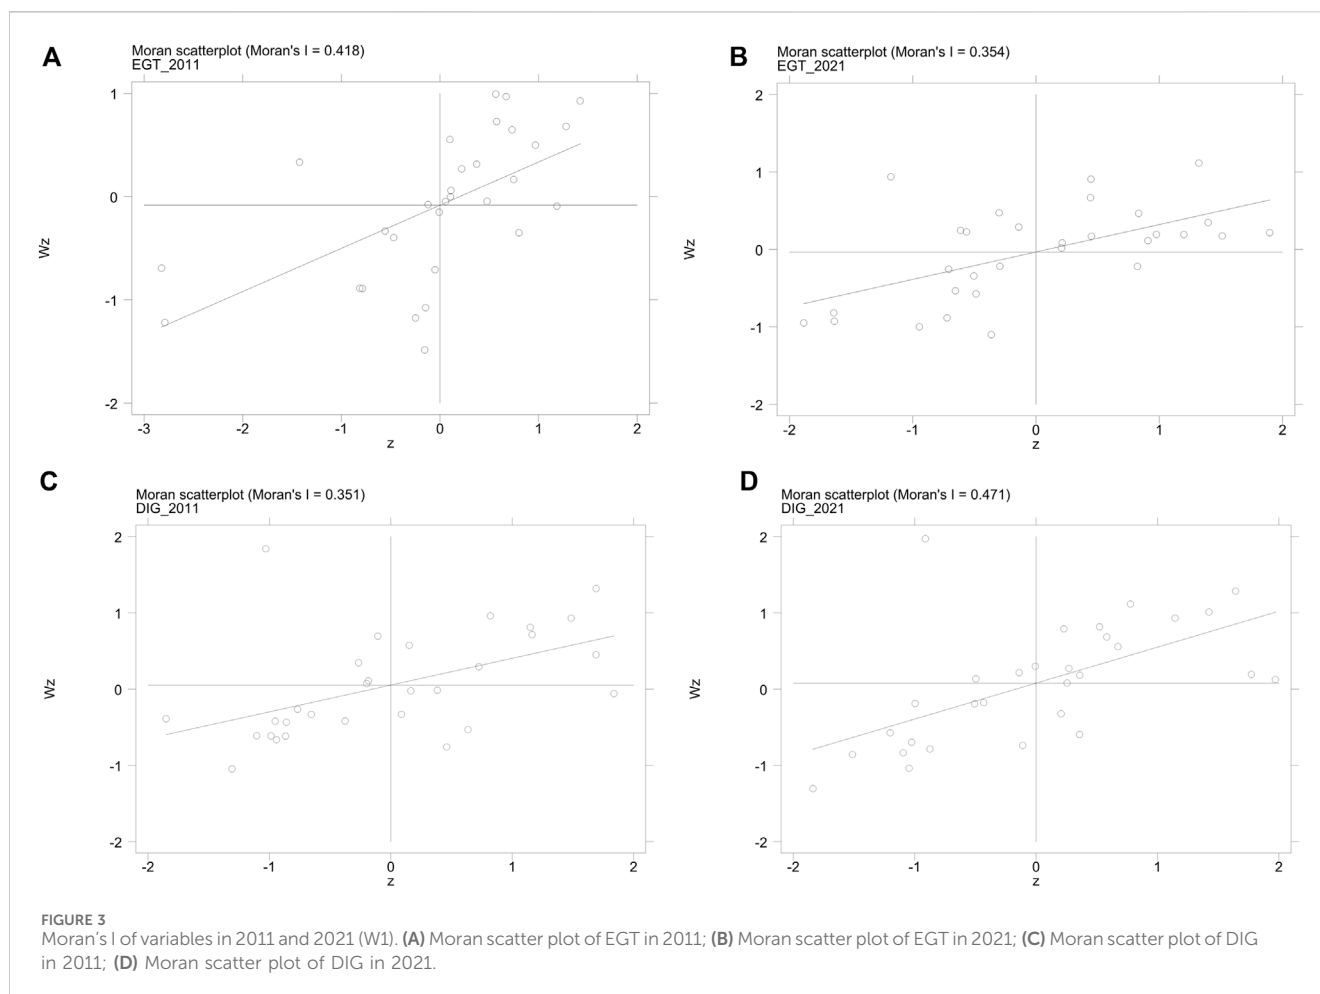 A
Moran scatterplot (Moran's I = 0.418)
EGT_2011
1
0
-1
-2
Wz
-3
-2
-1
0
1
2
z
B
Moran scatterplot (Moran's I = 0.354)
EGT_2021
2
1
0
-1
-2
Wz
-2
-1
0
1
2
z
C
Moran scatterplot (Moran's I = 0.351)
DIG_2011
2
1
0
-1
-2
Wz
-2
-1
0
1
2
z
D
Moran scatterplot (Moran's I = 0.471)
DIG_2021
2
1
0
-1
-2
Wz
-2
-1
0
1
2
z
FIGURE 3
Moran's I of variables in 2011 and 2021 (W1). (A) Moran scatter plot of EGT in 2011; (B) Moran scatter plot of EGT in 2021; (C) Moran scatter plot of DIG
in 2011; (D) Moran scatter plot of DIG in 2021.